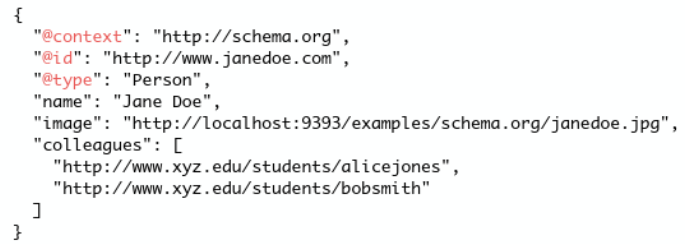 {
  "@context": "http://schema.org",
  "@id": "http://www.janedoe.com",
  "@type": "Person",
  "name": "Jane Doe",
  "image": "http://localhost:9393/examples/schema.org/janedoe.jpg",
  "colleagues": [
    "http://www.xyz.edu/students/alicejones",
    "http://www.xyz.edu/students/bobsmith"
  ]
}